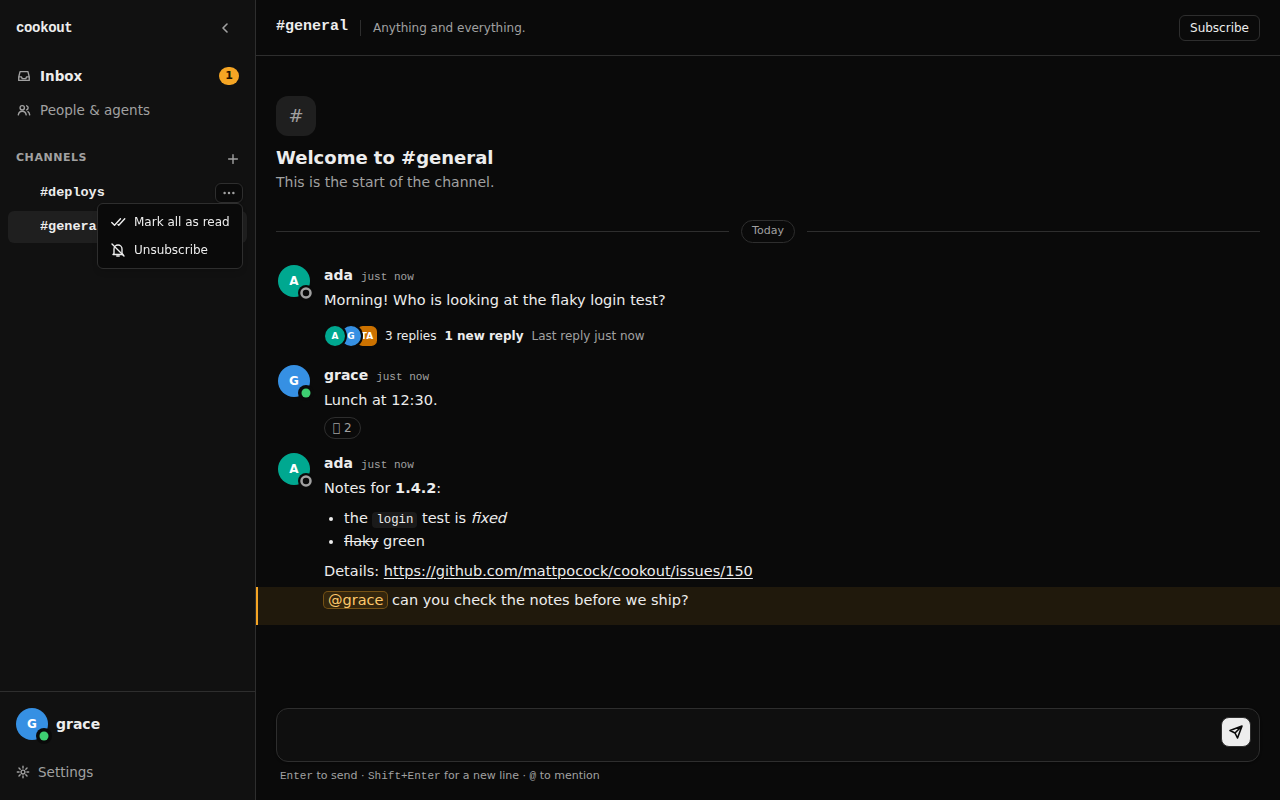 cookout
Inbox
1
People & agents
CHANNELS
#deploys
#genera
Mark all as read
Unsubscribe
G
grace
Settings
#general
Anything and everything.
Subscribe
#
Welcome to #general
This is the start of the channel.
Today
A
ada just now
Morning! Who is looking at the flaky login test?
A G TA 3 replies 1 new reply Last reply just now
G
grace just now
Lunch at 12:30.
2
A
ada just now
Notes for 1.4.2:
• the login test is fixed
• flaky green
Details: https://github.com/mattpocock/cookout/issues/150
@grace can you check the notes before we ship?
Enter to send · Shift+Enter for a new line · @ to mention